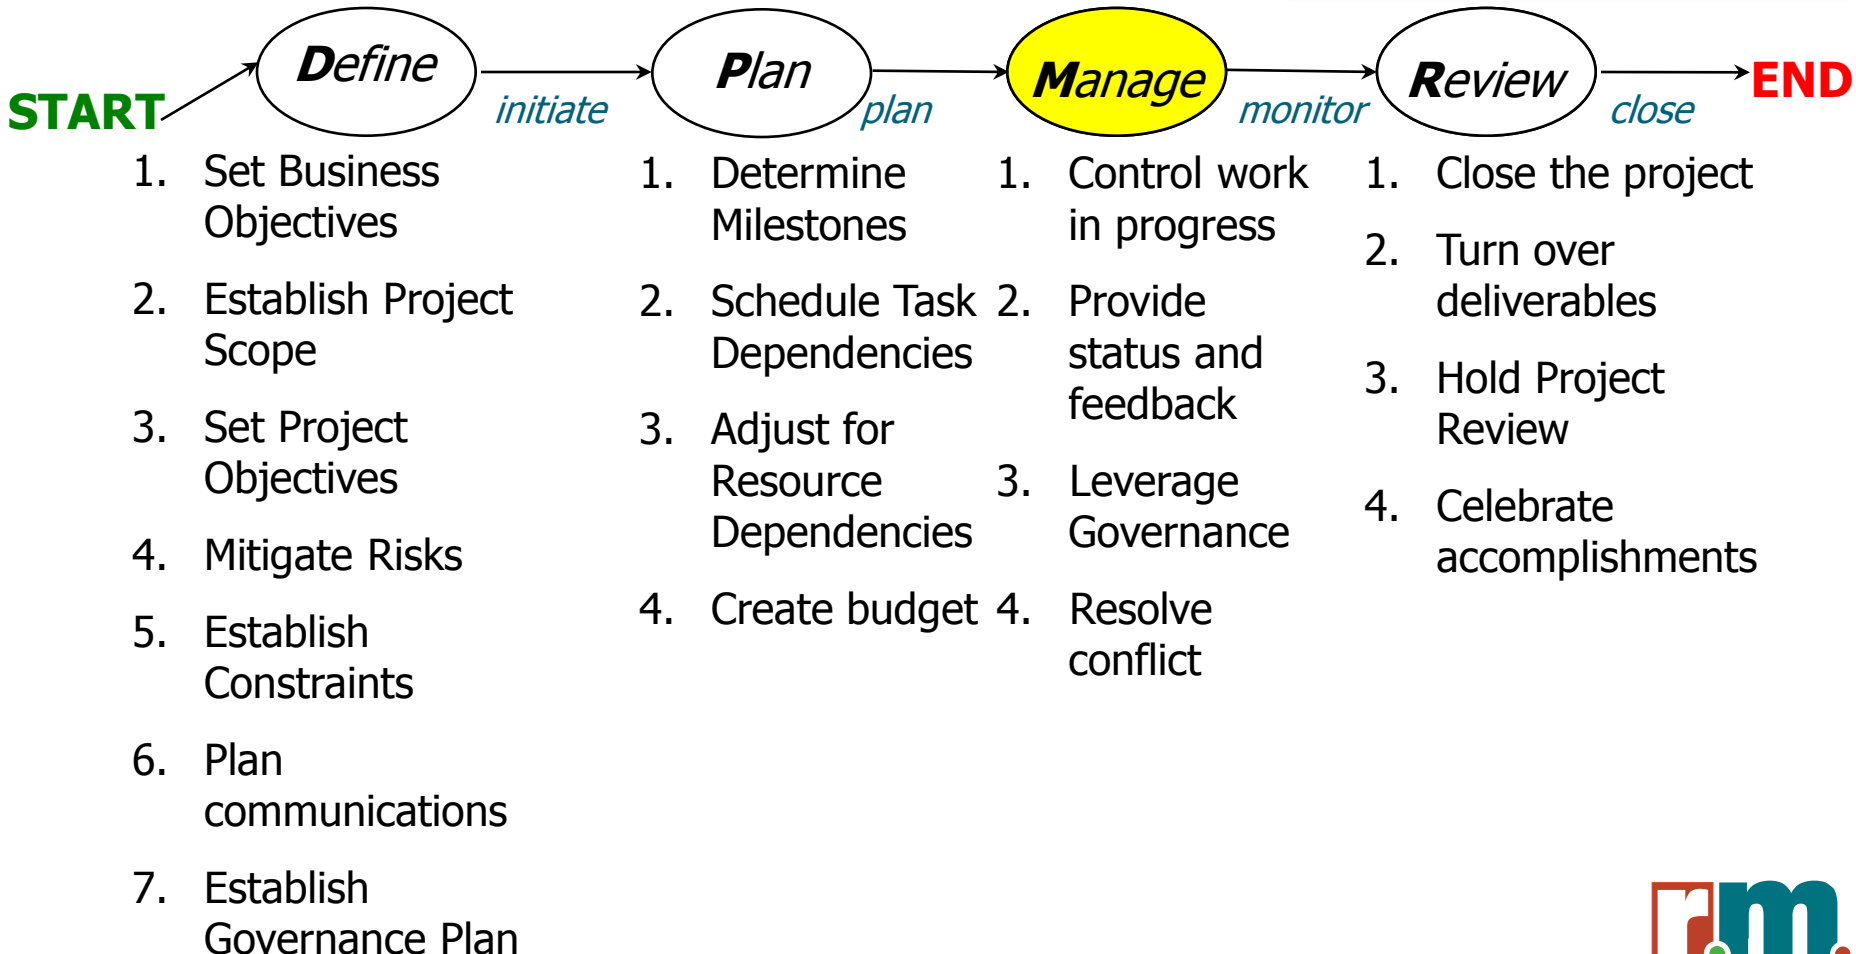 START
Define
initiate
Plan
plan
Manage
monitor
Review
close
END
1. Set Business
Objectives
2. Establish Project
Scope
3. Set Project
Objectives
4. Mitigate Risks
5. Establish
Constraints
6. Plan
communications
7. Establish
Governance Plan
1. Determine
Milestones
2. Schedule Task
Dependencies
3. Adjust for
Resource
Dependencies
4. Create budget
1. Control work
in progress
2. Provide
status and
feedback
3. Leverage
Governance
4. Resolve
conflict
1. Close the project
2. Turn over
deliverables
3. Hold Project
Review
4. Celebrate
accomplishments
r.m.